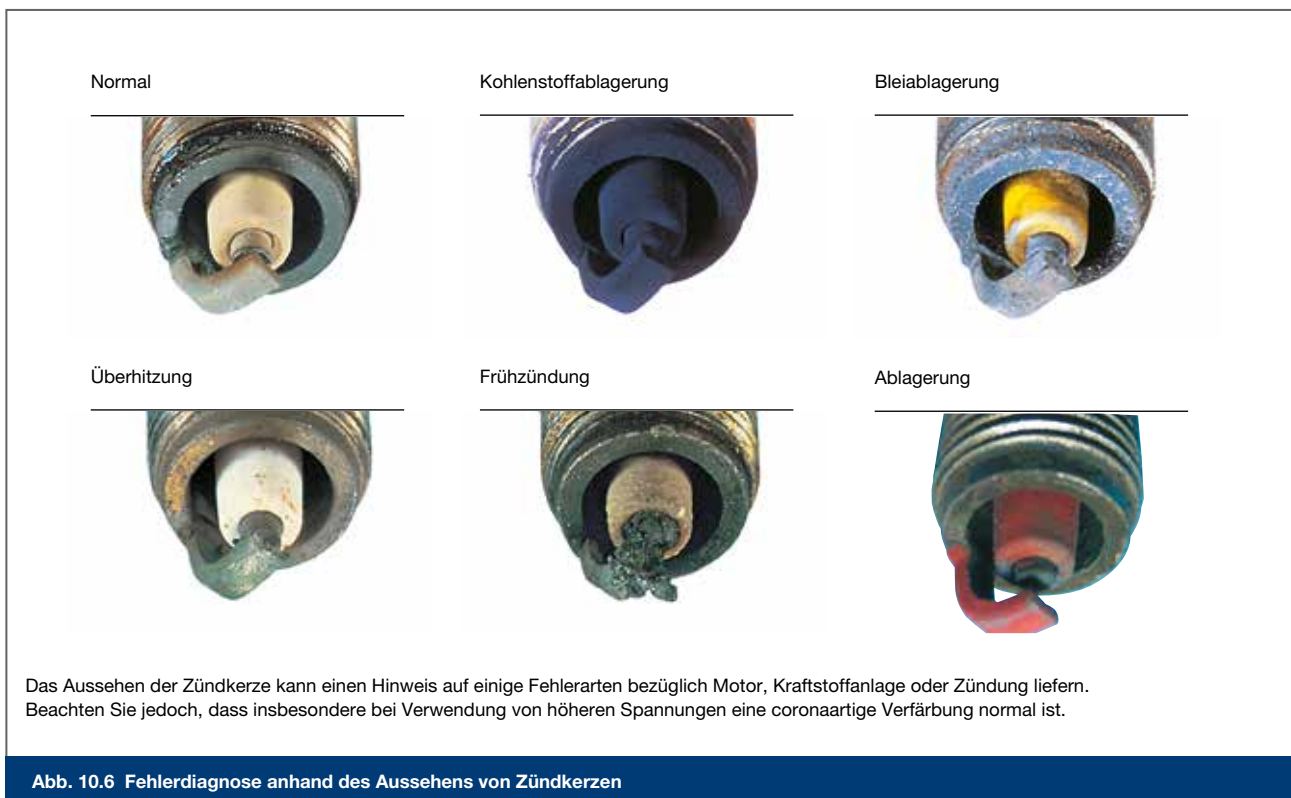 Normal
Kohlenstoffablagerung
Bleiablagerung
Überhitzung
Frühzündung
Ablagerung
Das Aussehen der Zündkerze kann einen Hinweis auf einige Fehlerarten bezüglich Motor, Kraftstoffanlage oder Zündung liefern.
Beachten Sie jedoch, dass insbesondere bei Verwendung von höheren Spannungen eine coronaartige Verfärbung normal ist.
Abb. 10.6 Fehlerdiagnose anhand des Aussehens von Zündkerzen